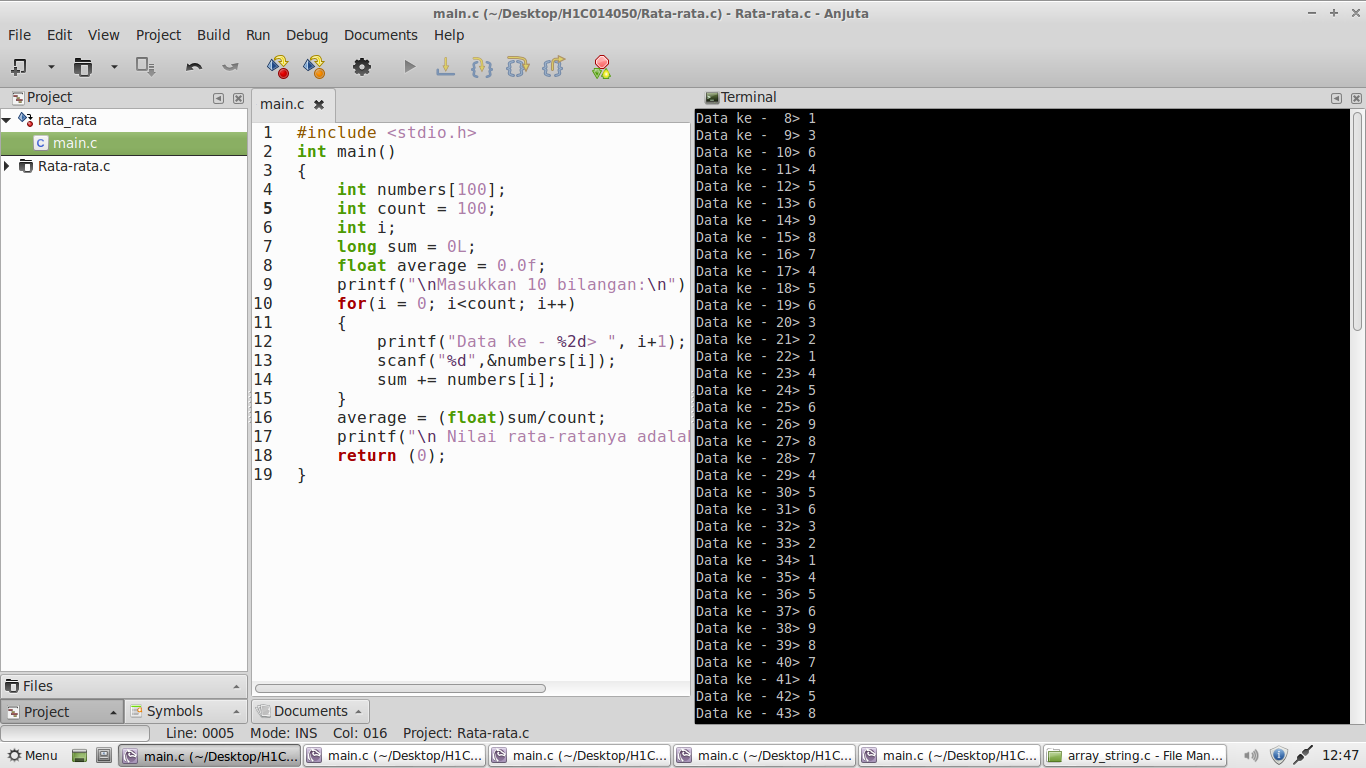 main.c (~/Desktop/H1C014050/Rata-rata.c) - Rata-rata.c - Anjuta
File Edit View Project Build Run Debug Documents Help
Project
rata_rata
C main.c
Rata-rata.c
Files
Project Symbols
main.c
1 #include <stdio.h>
2 int main()
3 {
4 int numbers[100];
5 int count = 100;
6 int i;
7 long sum = 0L;
8 float average = 0.0f;
9 printf("\nMasukkan 10 bilangan:\n")
10 for(i = 0; i<count; i++)
11 {
12 printf("Data ke - %2d> ", i+1);
13 scanf("%d",&numbers[i]);
14 sum += numbers[i];
15 }
16 average = (float)sum/count;
17 printf("\n Nilai rata-ratanya adalah
18 return (0);
19 }
Documents
Terminal
Data ke -  8> 1
Data ke -  9> 3
Data ke - 10> 6
Data ke - 11> 4
Data ke - 12> 5
Data ke - 13> 6
Data ke - 14> 9
Data ke - 15> 8
Data ke - 16> 7
Data ke - 17> 4
Data ke - 18> 5
Data ke - 19> 6
Data ke - 20> 3
Data ke - 21> 2
Data ke - 22> 1
Data ke - 23> 4
Data ke - 24> 5
Data ke - 25> 6
Data ke - 26> 9
Data ke - 27> 8
Data ke - 28> 7
Data ke - 29> 4
Data ke - 30> 5
Data ke - 31> 6
Data ke - 32> 3
Data ke - 33> 2
Data ke - 34> 1
Data ke - 35> 4
Data ke - 36> 5
Data ke - 37> 6
Data ke - 38> 9
Data ke - 39> 8
Data ke - 40> 7
Data ke - 41> 4
Data ke - 42> 5
Data ke - 43> 8
Line: 0005 Mode: INS Col: 016 Project: Rata-rata.c
Menu main.c (~/Desktop/H1C... main.c (~/Desktop/H1C... main.c (~/Desktop/H1C... main.c (~/Desktop/H1C... main.c (~/Desktop/H1C... array_string.c - File Man... 12:47